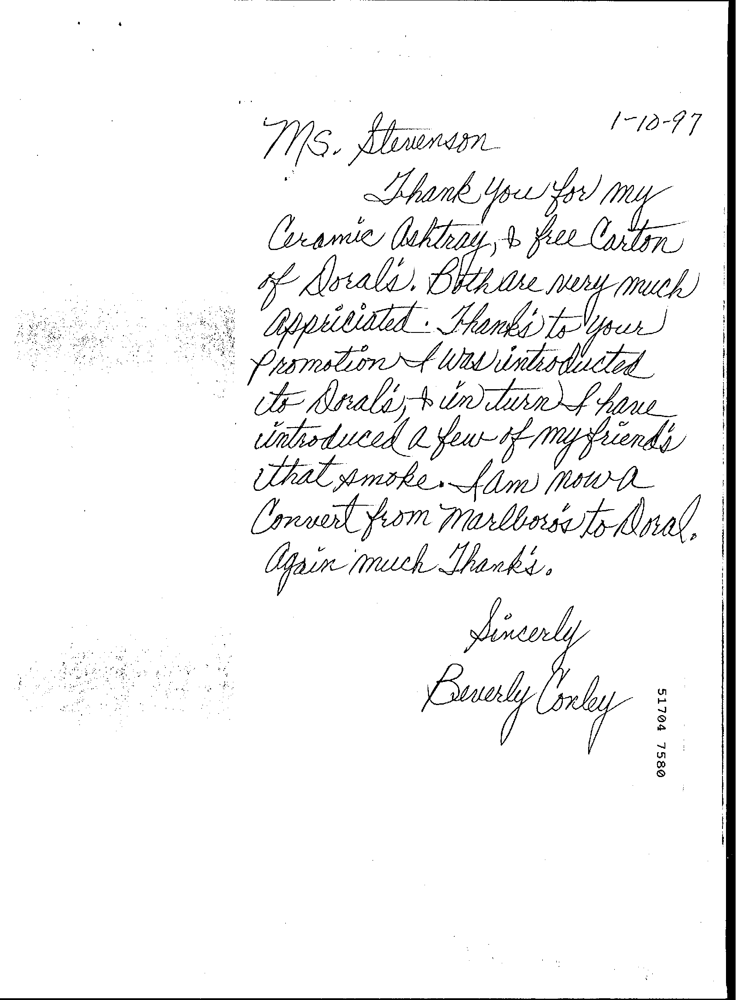 1-10-97
Ms. Stevenson
Thank you for my
Ceramic Ashtray, & free Carton
of Doral's. Both are very much
appriciated. Thank's to your
Promotion I was introducted
to Doral's, & in turn I have
introduced a few of my friend's
that smoke. I am now a
Convert from Marlboro's to Doral.
Again much Thank's.
Sincerly
Beverly Conley
51704 7580